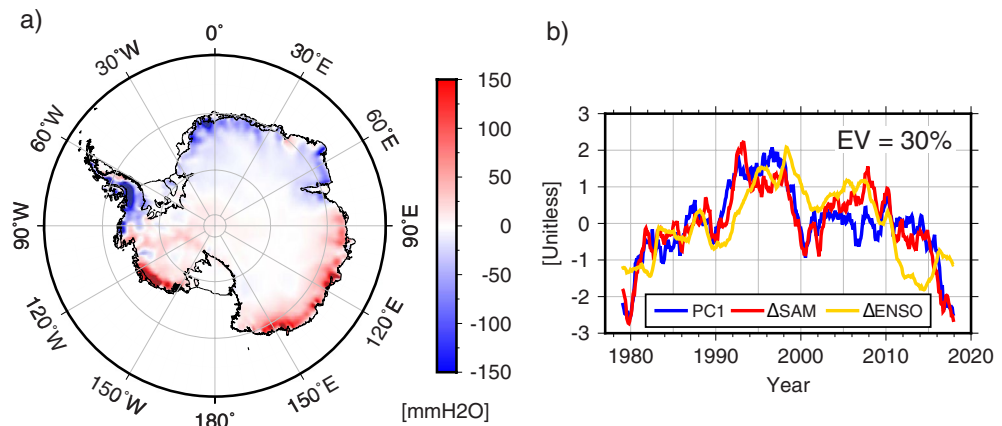 a)
0˚
30˚E
60˚E
90˚E
120˚E
150˚E
180˚
150˚W
120˚W
90˚W
60˚W
30˚W
150
100
50
0
-50
-100
-150
[mmH2O]
b)
EV = 30%
3
2
1
0
-1
-2
-3
[Unitless]
PC1 ΔSAM ΔENSO
1980 1990 2000 2010 2020
Year